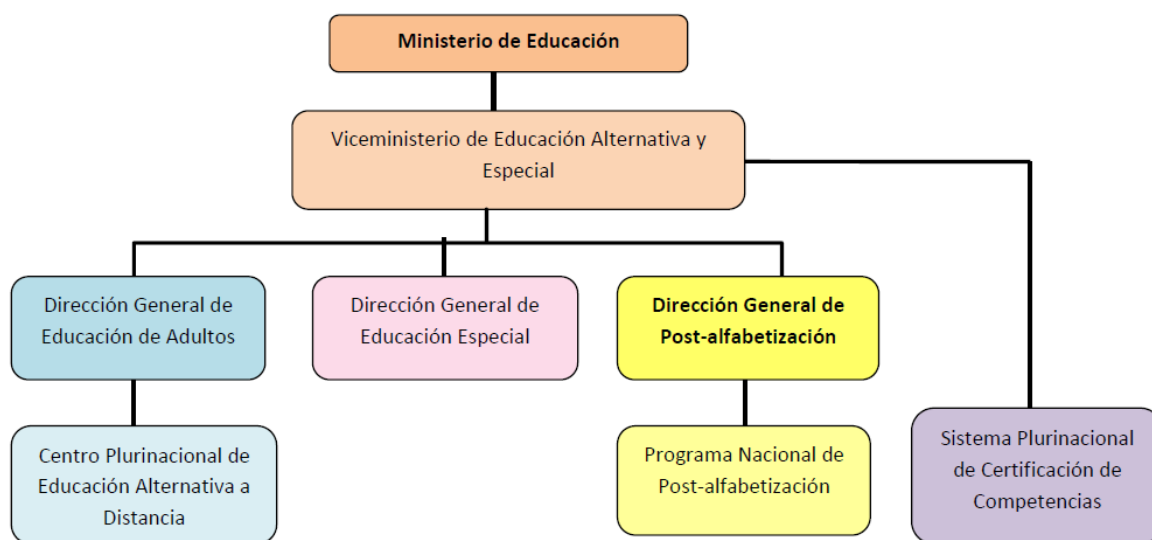 Ministerio de Educación
Viceministerio de Educación Alternativa y
Especial
Dirección General de
Educación de Adultos
Dirección General de
Educación Especial
Dirección General de
Post-alfabetización
Centro Plurinacional de
Educación Alternativa a
Distancia
Programa Nacional de
Post-alfabetización
Sistema Plurinacional
de Certificación de
Competencias